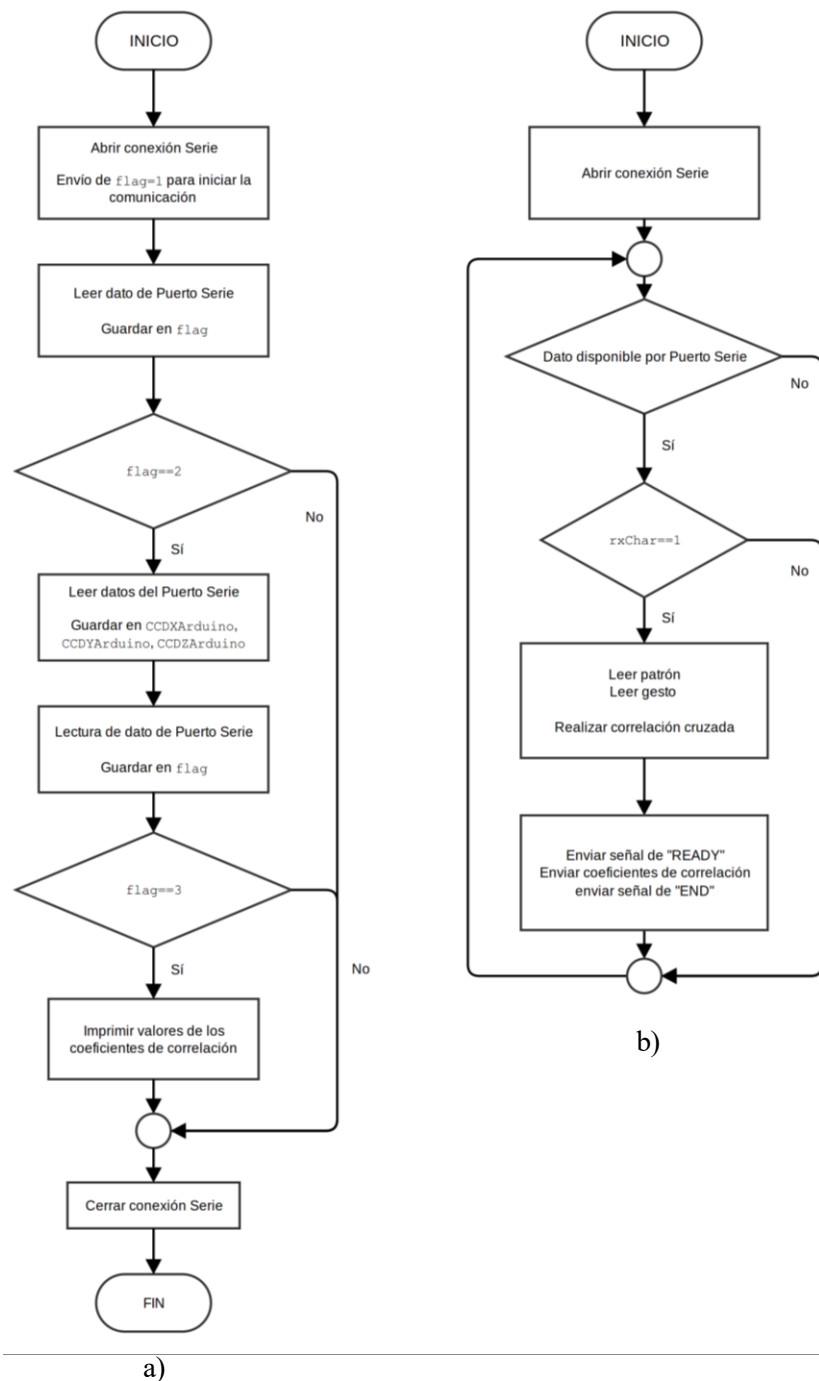 INICIO
Abrir conexión Serie
Envío de flag=1 para iniciar la
comunicación
Leer dato de Puerto Serie
Guardar en flag
flag==2
No
Sí
Leer datos del Puerto Serie
Guardar en CCDXArduino,
CCDYArduino, CCDZArduino
Lectura de dato de Puerto Serie
Guardar en flag
flag==3
Sí
No
Imprimir valores de los
coeficientes de correlación
Cerrar conexión Serie
FIN
a)
INICIO
Abrir conexión Serie
Dato disponible por Puerto Serie
No
Sí
rxChar==1
No
Sí
Leer patrón
Leer gesto
Realizar correlación cruzada
Enviar señal de "READY"
Enviar coeficientes de correlación
enviar señal de "END"
b)